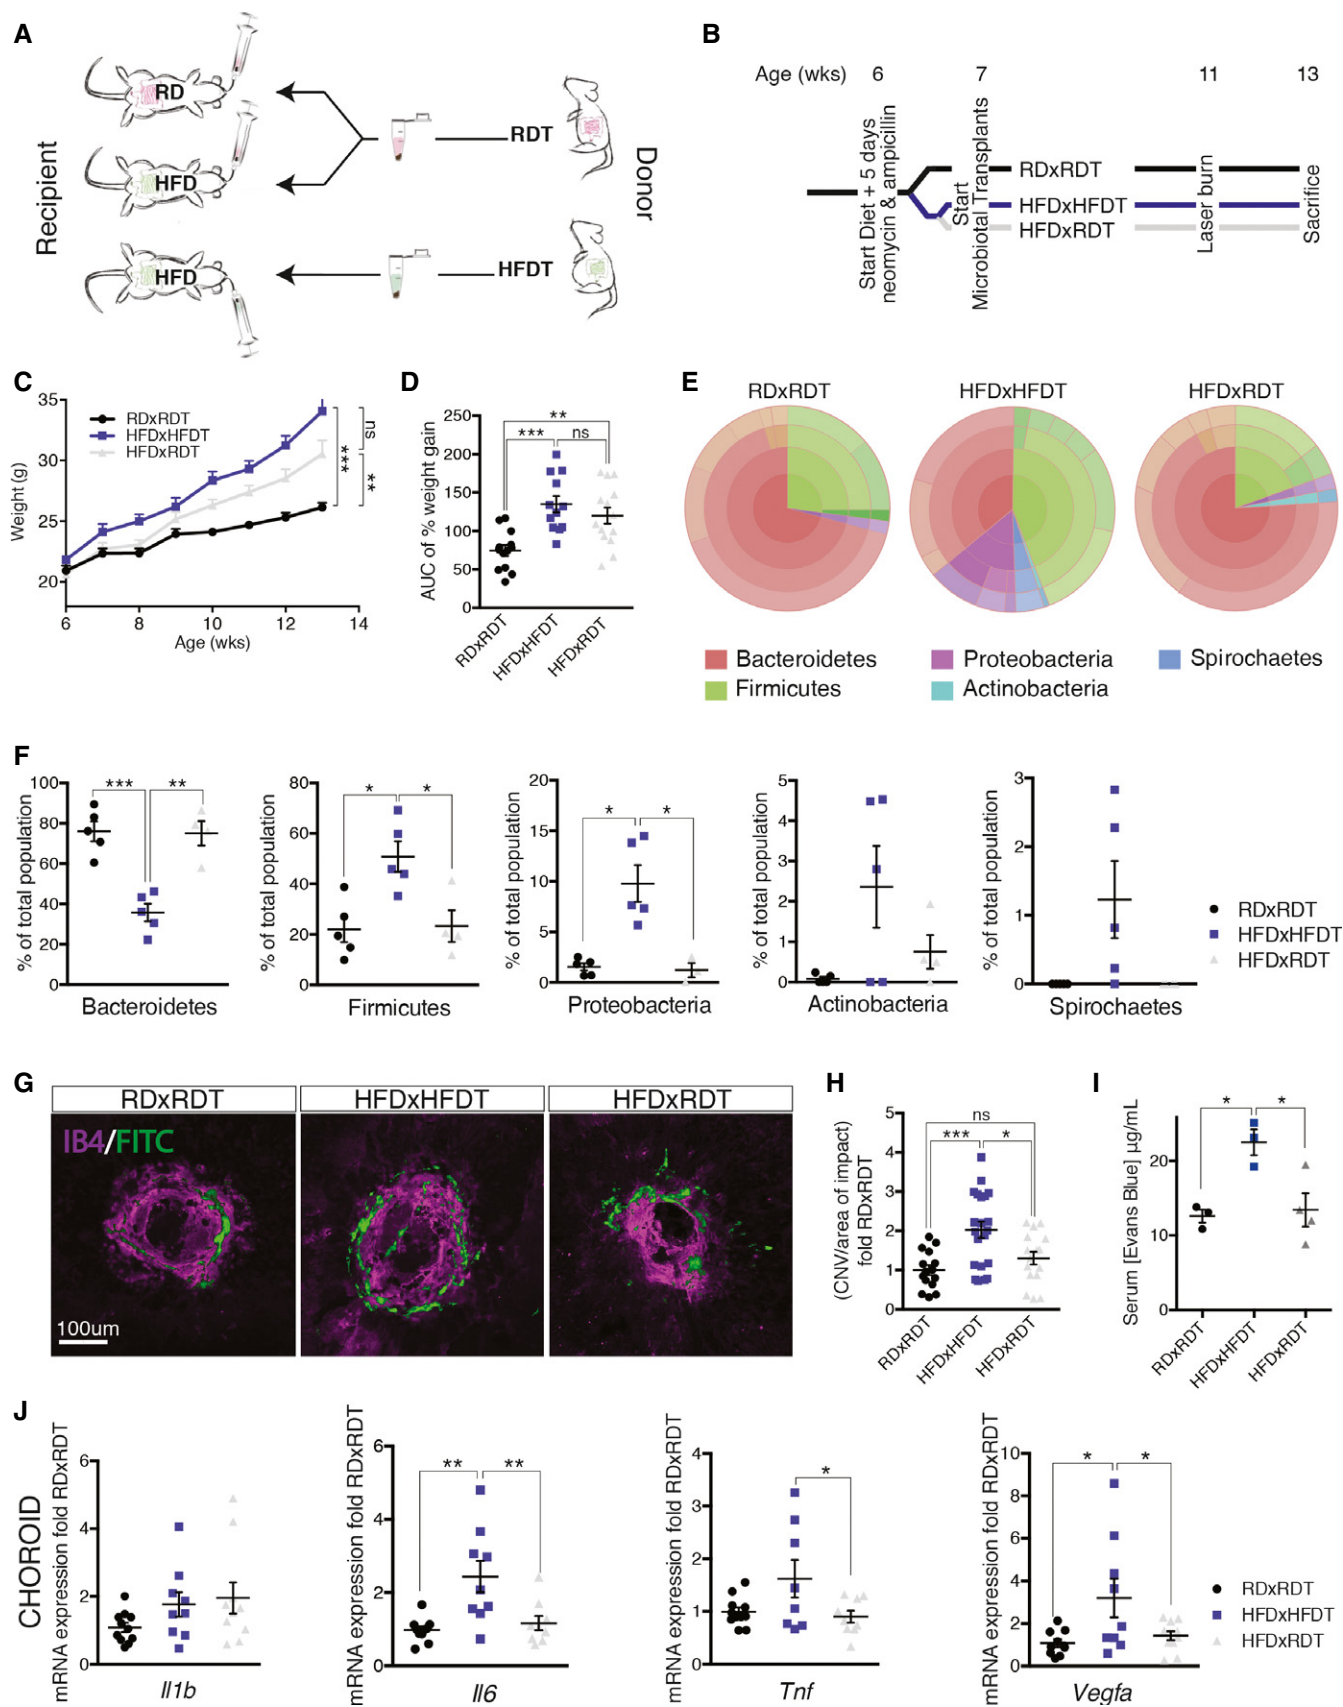 A
Recipient
RD
HFD
HFD
RDT
HFDT
Donor
B
Age (wks) 6 7 11 13
Start Diet + 5 days
neomycin & ampicillin
Start
Microbiotal Transplants
RDxRDT
HFDxHFDT
HFDxRDT
Laser burn
Sacrifice
C
Weight (g)
35
30
25
20
RDxRDT
HFDxHFDT
HFDxRDT
ns
***
**
6 8 10 12 14
Age (wks)
D
AUC of % weight gain
250
200
150
100
50
0
**
*** ns
RDxRDT
HFDxHFDT
HFDxRDT
E
RDxRDT HFDxHFDT HFDxRDT
Bacteroidetes Proteobacteria Spirochaetes
Firmicutes Actinobacteria
F
% of total population
100
80
60
40
20
0
*** **
Bacteroidetes
% of total population
80
60
40
20
0
* *
Firmicutes
% of total population
20
15
10
5
0
* *
Proteobacteria
% of total population
5
4
3
2
1
0
Actinobacteria
% of total population
3
2
1
0
Spirochaetes
RDxRDT
HFDxHFDT
HFDxRDT
G
RDxRDT HFDxHFDT HFDxRDT
IB4/FITC
100um
H
(CNV/area of impact)
fold RDxRDT
5
4
3
2
1
0
ns
*** *
RDxRDT
HFDxHFDT
HFDxRDT
I
Serum [Evans Blue] µg/mL
20
10
0
* *
RDxRDT
HFDxHFDT
HFDxRDT
J
CHOROID
mRNA expression fold RDxRDT
6
4
2
0
Il1b
mRNA expression fold RDxRDT
6
4
2
0
** **
Il6
mRNA expression fold RDxRDT
4
3
2
1
0
*
Tnf
mRNA expression fold RDxRDT
10
8
6
4
2
0
* *
Vegfa
RDxRDT
HFDxHFDT
HFDxRDT